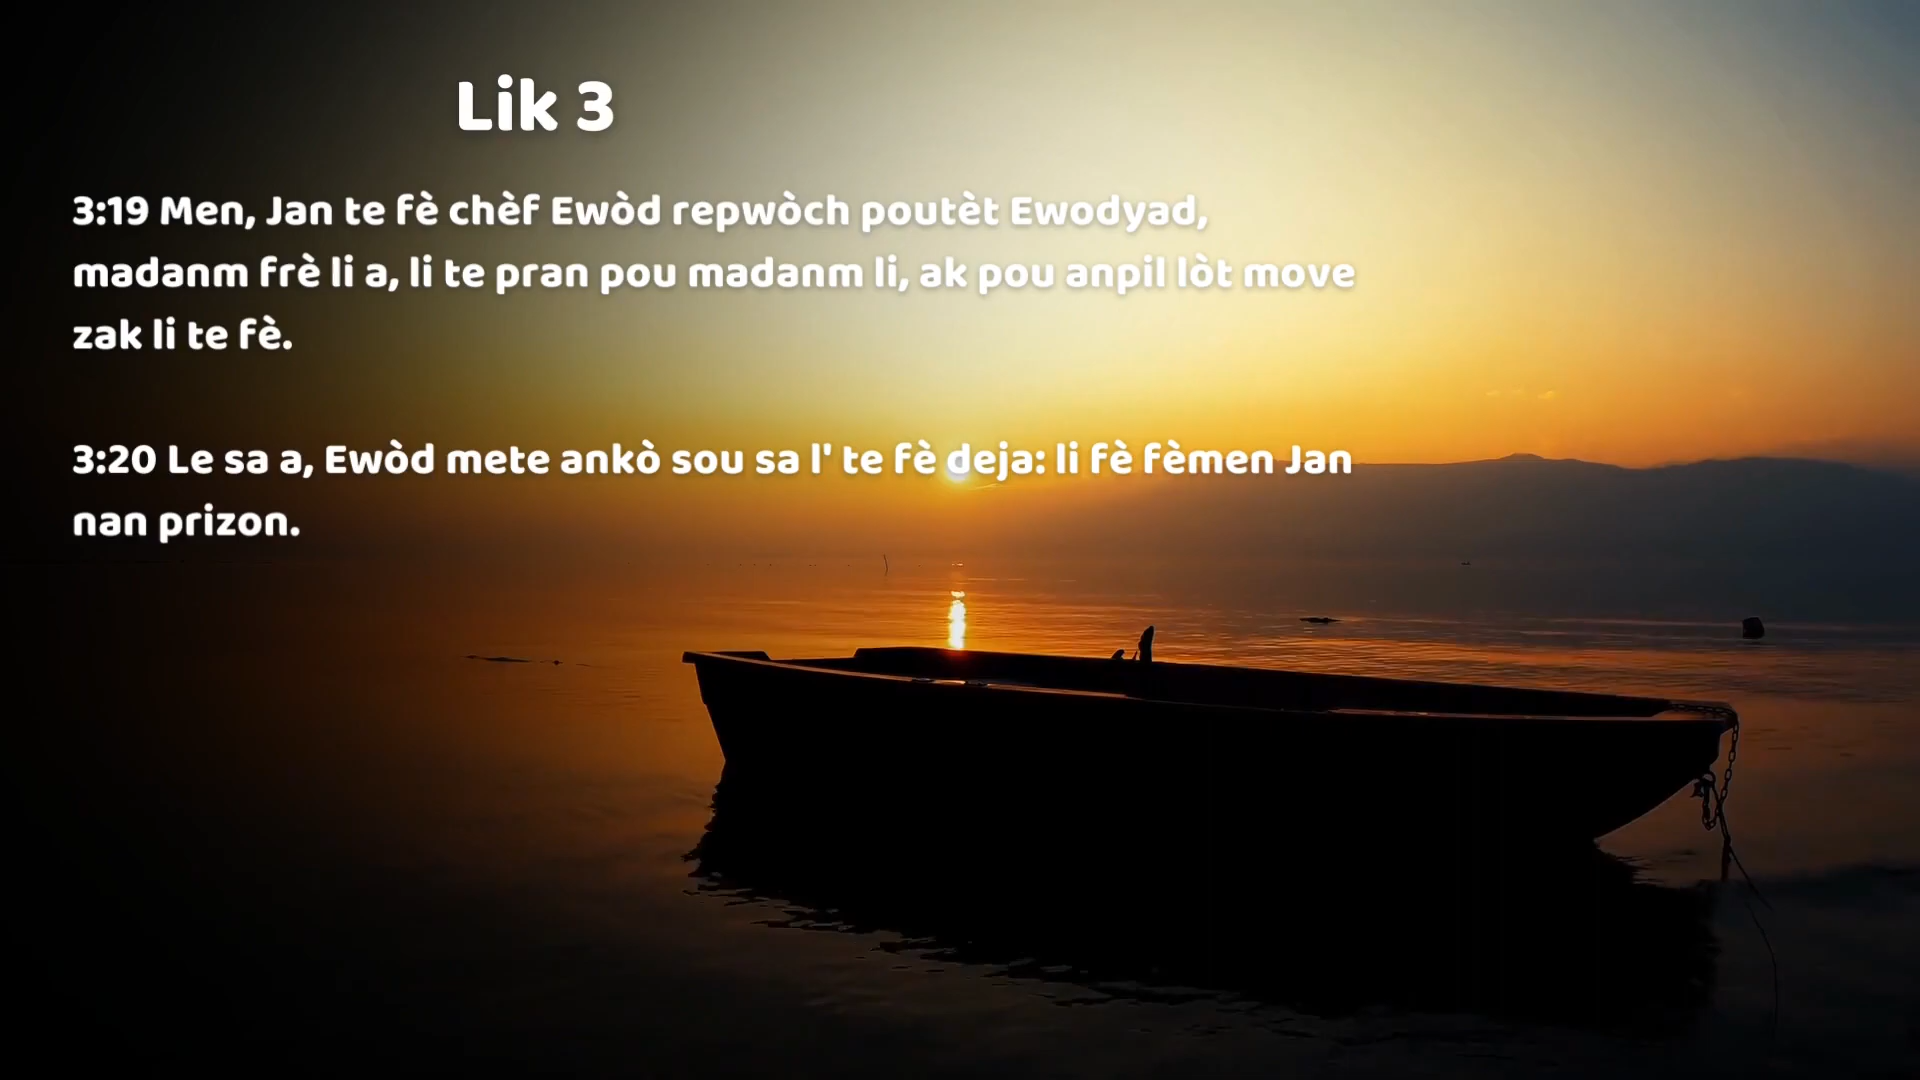 Lik 3
3:19 Men, Jan te fè chèf Ewòd repwòch poutèt Ewodyad,
madanm frè li a, li te pran pou madanm li, ak pou anpil lòt move
zak li te fè.
3:20 Le sa a, Ewòd mete ankò sou sa l' te fè deja: li fè fèmen Jan
nan prizon.